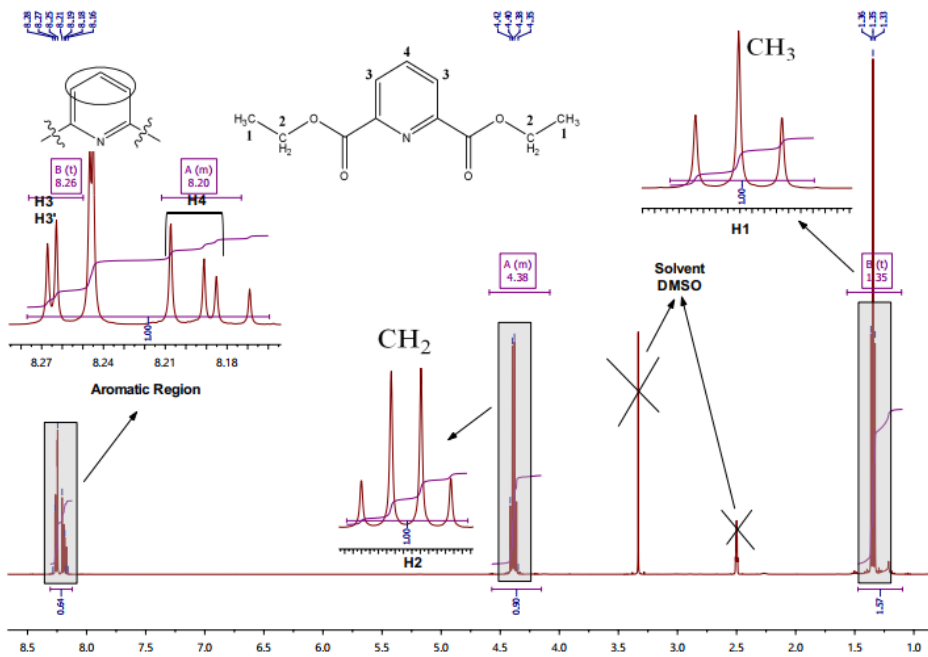 8.28
8.27
8.25
8.21
8.19
8.18
8.16
4.42
4.40
4.38
4.35
1.36
1.35
1.33
4
3
3
N
H3C
1
2
C
H2
O
O
N
O
O
2
C
H2
CH3
1
N
CH3
1.00
H1
B (t)
8.26
A (m)
8.20
H3
H3'
H4
1.00
8.27
8.24
8.21
8.18
Aromatic Region
A (m)
4.38
Solvent
DMSO
B (t)
1.35
CH2
1.00
H2
0.64
0.90
1.57
8.5
8.0
7.5
7.0
6.5
6.0
5.5
5.0
4.5
4.0
3.5
3.0
2.5
2.0
1.5
1.0